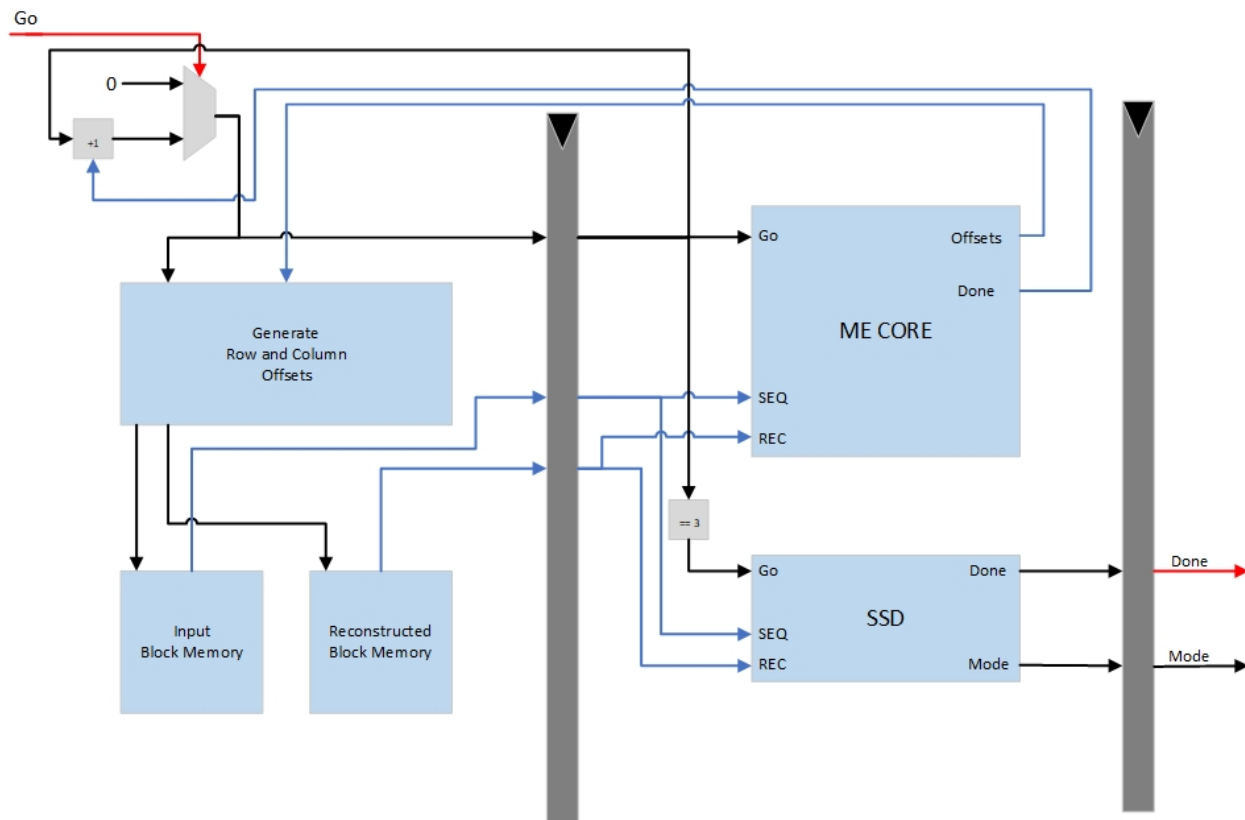 Go
0
+1
Go
Offsets
Done
ME CORE
SEQ
REC
Generate
Row and Column
Offsets
== 3
Input
Block Memory
Reconstructed
Block Memory
Go
Done
SSD
SEQ
REC
Mode
Done
Mode